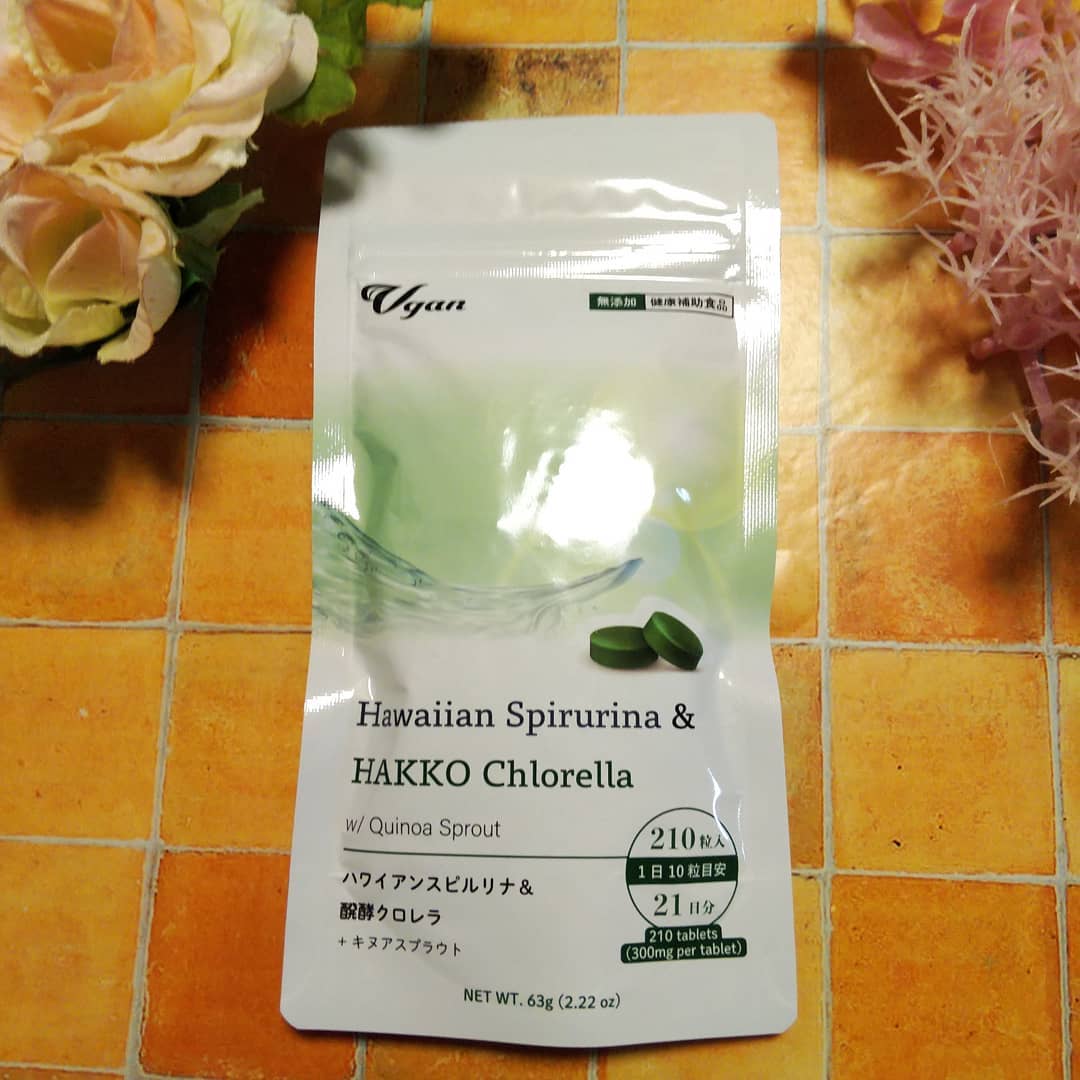 Vgan
無添加 健康補助食品
Hawaiian Spirurina &
HAKKO Chlorella
w/ Quinoa Sprout
ハワイアンスピルリナ&
醗酵クロレラ
+ キヌアスプラウト
210粒入
1日10粒目安
21日分
210 tablets
(300mg per tablet)
NET WT. 63g (2.22 oz)